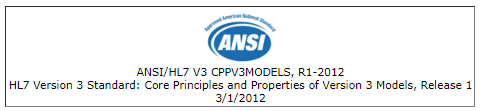 Approved American National Standard
ANSI
ANSI/HL7 V3 CPPV3MODELS, R1-2012
HL7 Version 3 Standard: Core Principles and Properties of Version 3 Models, Release 1
3/1/2012